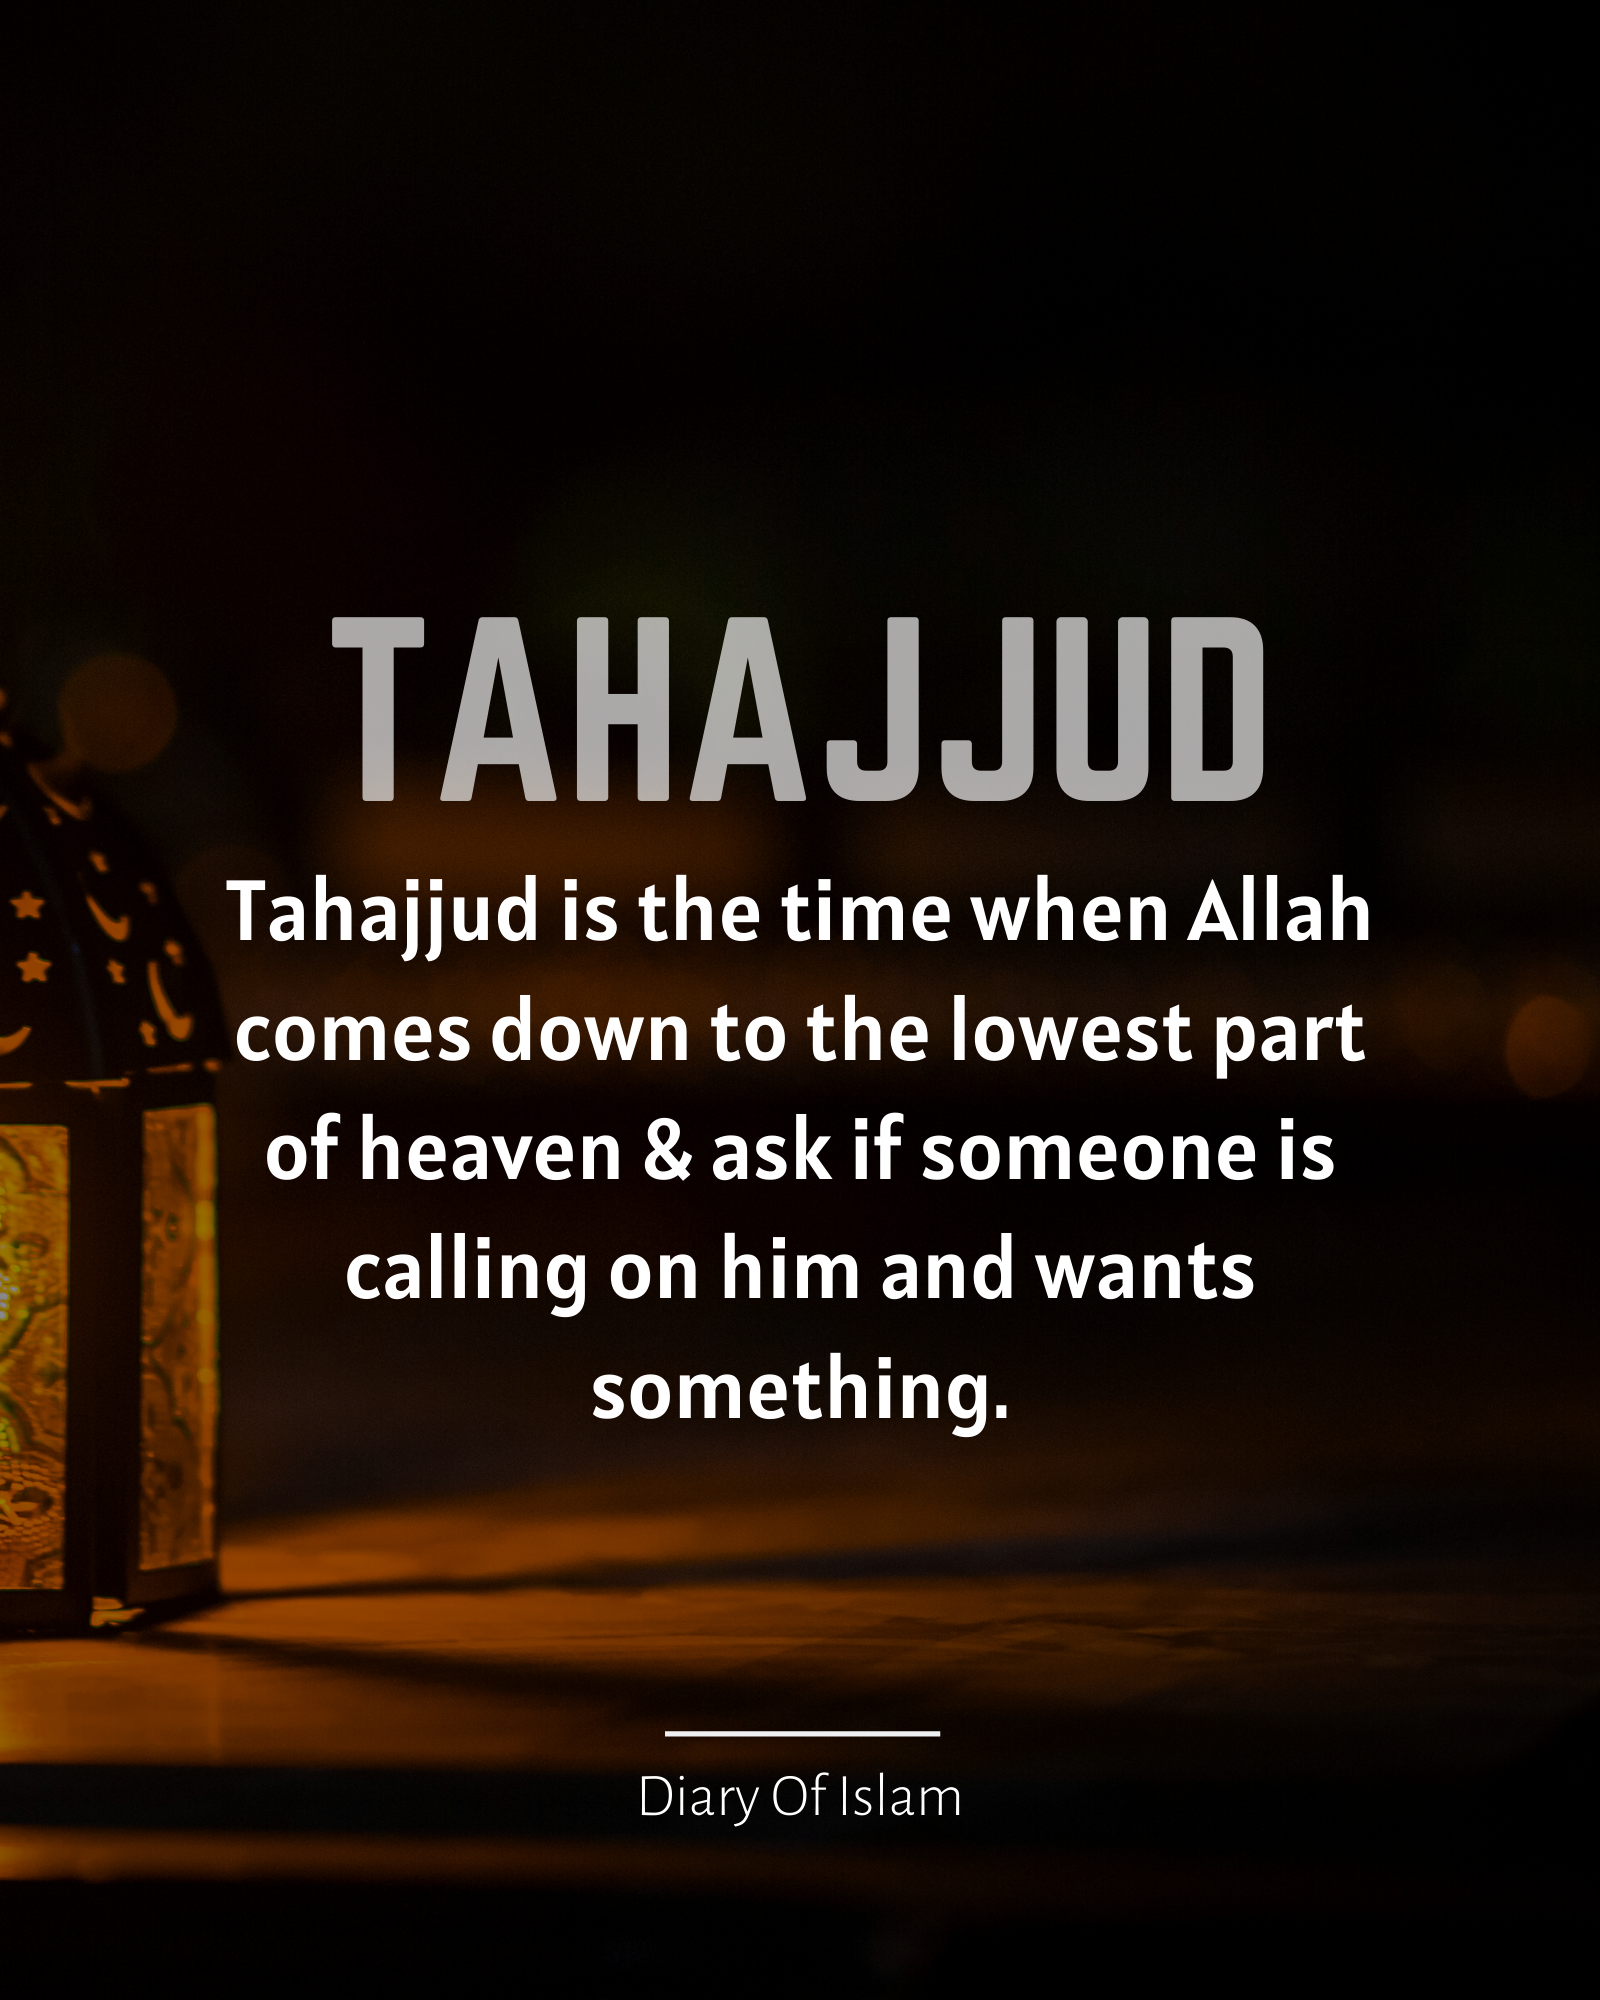 TAHAJJUD
Tahajjud is the time when Allah
comes down to the lowest part
of heaven & ask if someone is
calling on him and wants
something.
Diary Of Islam